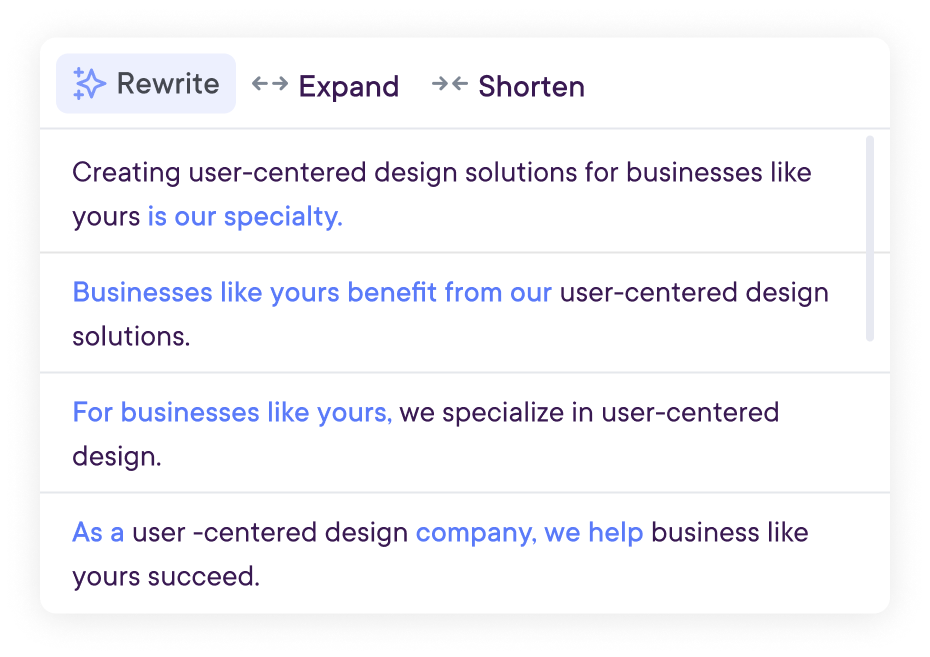 Rewrite Expand Shorten
Creating user-centered design solutions for businesses like
yours is our specialty.
Businesses like yours benefit from our user-centered design
solutions.
For businesses like yours, we specialize in user-centered
design.
As a user -centered design company, we help business like
yours succeed.